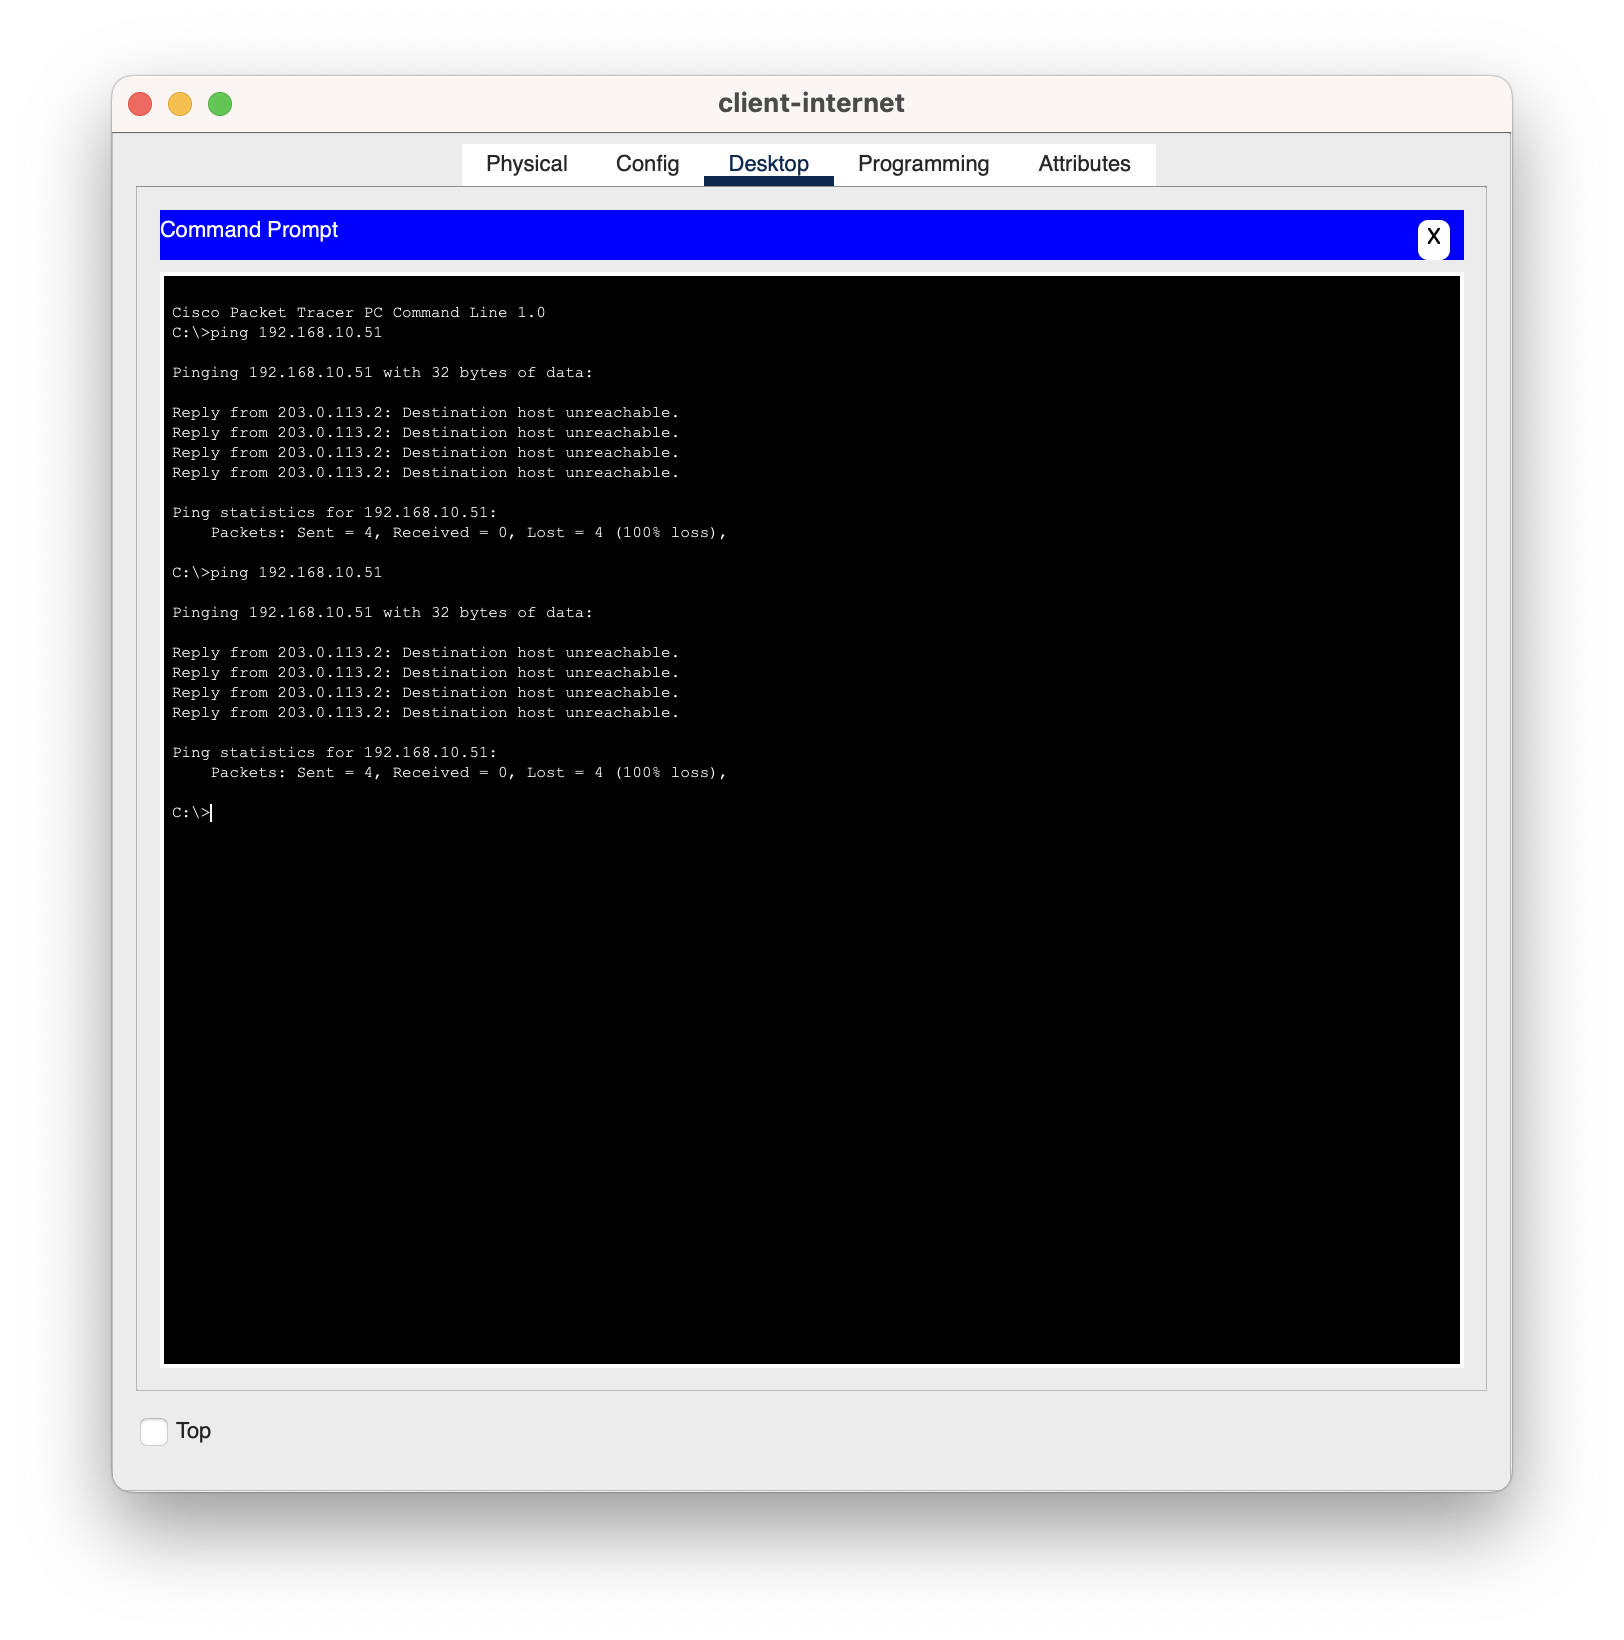 client-internet
Physical Config Desktop Programming Attributes
Command Prompt
X
Cisco Packet Tracer PC Command Line 1.0
C:\>ping 192.168.10.51
Pinging 192.168.10.51 with 32 bytes of data:
Reply from 203.0.113.2: Destination host unreachable.
Reply from 203.0.113.2: Destination host unreachable.
Reply from 203.0.113.2: Destination host unreachable.
Reply from 203.0.113.2: Destination host unreachable.
Ping statistics for 192.168.10.51:
    Packets: Sent = 4, Received = 0, Lost = 4 (100% loss),
C:\>ping 192.168.10.51
Pinging 192.168.10.51 with 32 bytes of data:
Reply from 203.0.113.2: Destination host unreachable.
Reply from 203.0.113.2: Destination host unreachable.
Reply from 203.0.113.2: Destination host unreachable.
Reply from 203.0.113.2: Destination host unreachable.
Ping statistics for 192.168.10.51:
    Packets: Sent = 4, Received = 0, Lost = 4 (100% loss),
C:\>
Top